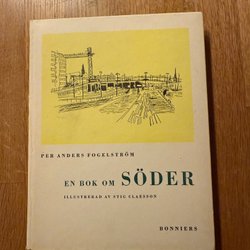 PER ANDERS FOGELSTRÖM
EN BOK OM SÖDER
ILLUSTRERAD AV STIG CLAESSON
BONNIERS